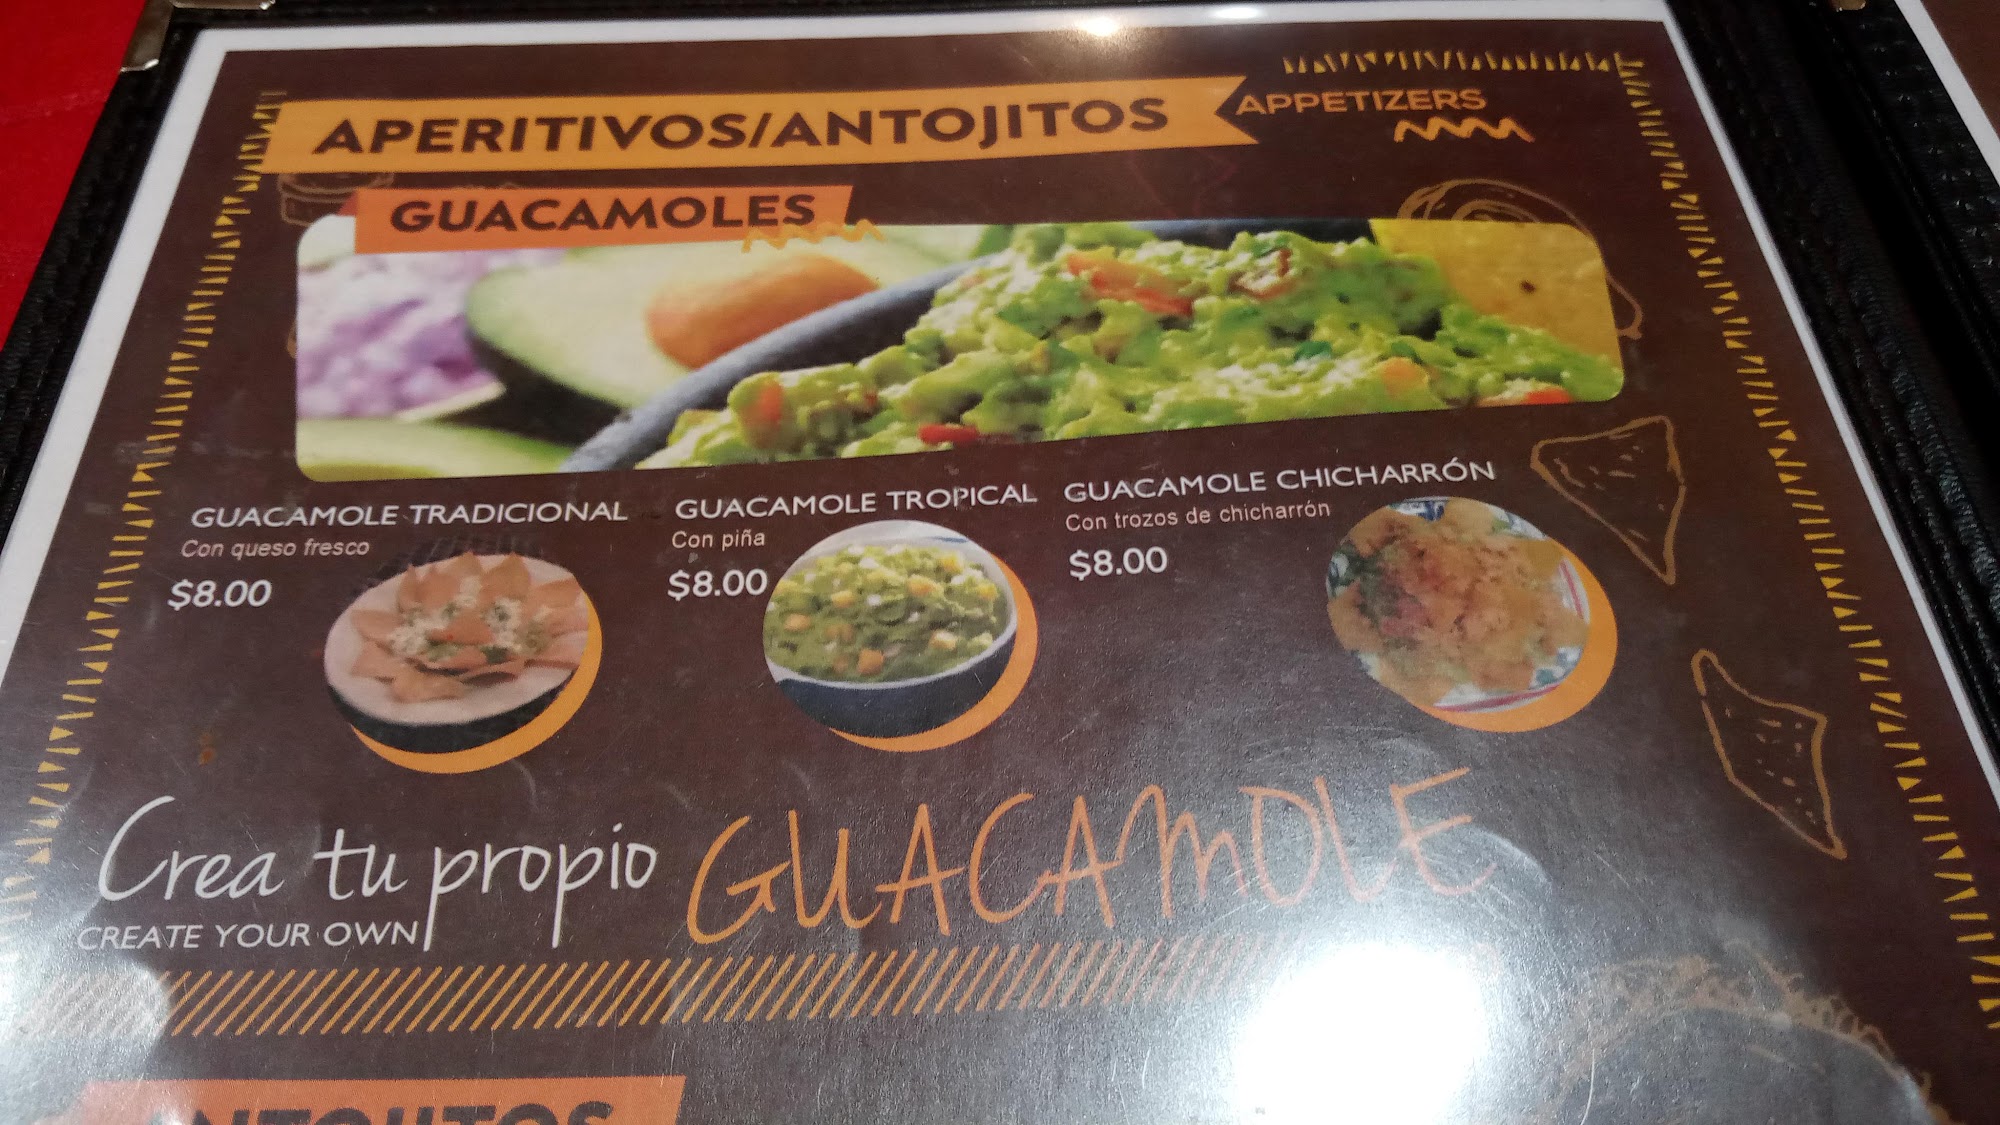 APERITIVOS/ANTOJITOS
APPETIZERS
GUACAMOLES
GUACAMOLE TRADICIONAL
Con queso fresco
$8.00
GUACAMOLE TROPICAL
Con piña
$8.00
GUACAMOLE CHICHARRÓN
Con trozos de chicharrón
$8.00
Crea tu propio GUACAMOLE
CREATE YOUR OWN
ANTOJITOS